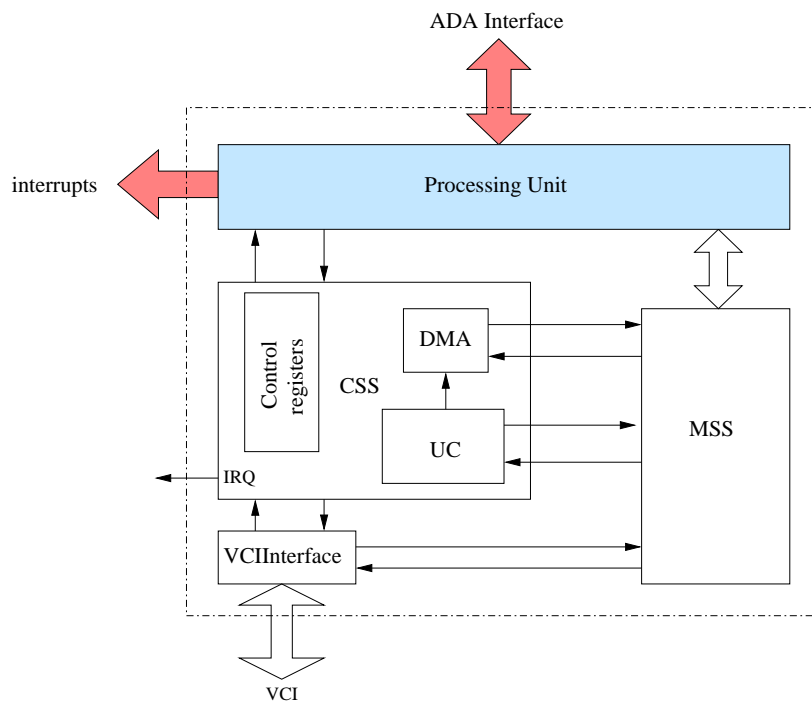 ADA Interface
interrupts
Processing Unit
Control
registers
CSS
DMA
UC
MSS
IRQ
VCIInterface
VCI